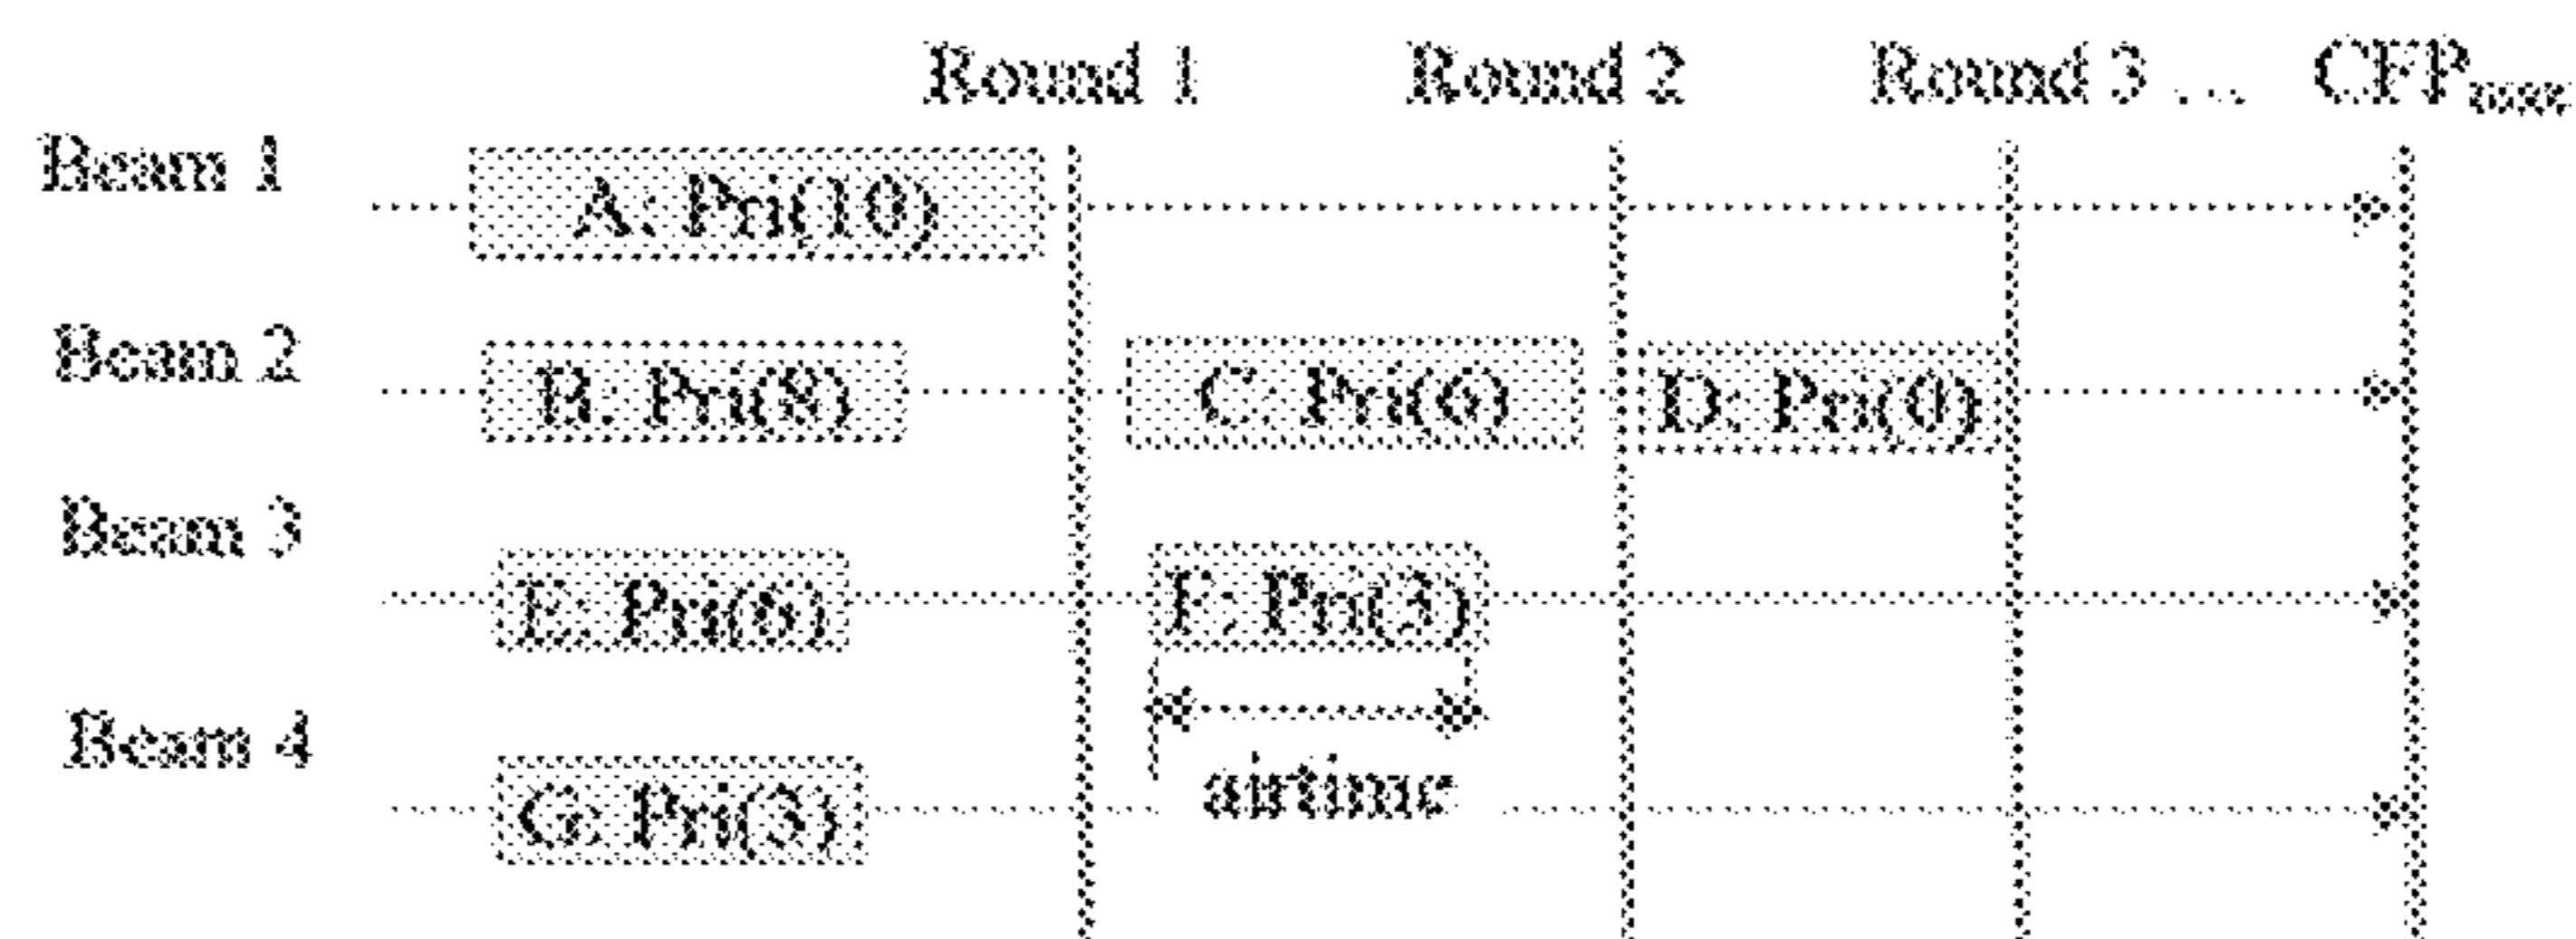 Round 1 Round 2 Round 3 ... CFPmax
Beam 1
A: Pri(10)
Beam 2
B: Pri(8) C: Pri(6) D: Pri(0)
Beam 3
E: Pri(6) F: Pri(3)
Beam 4
G: Pri(3) airtime